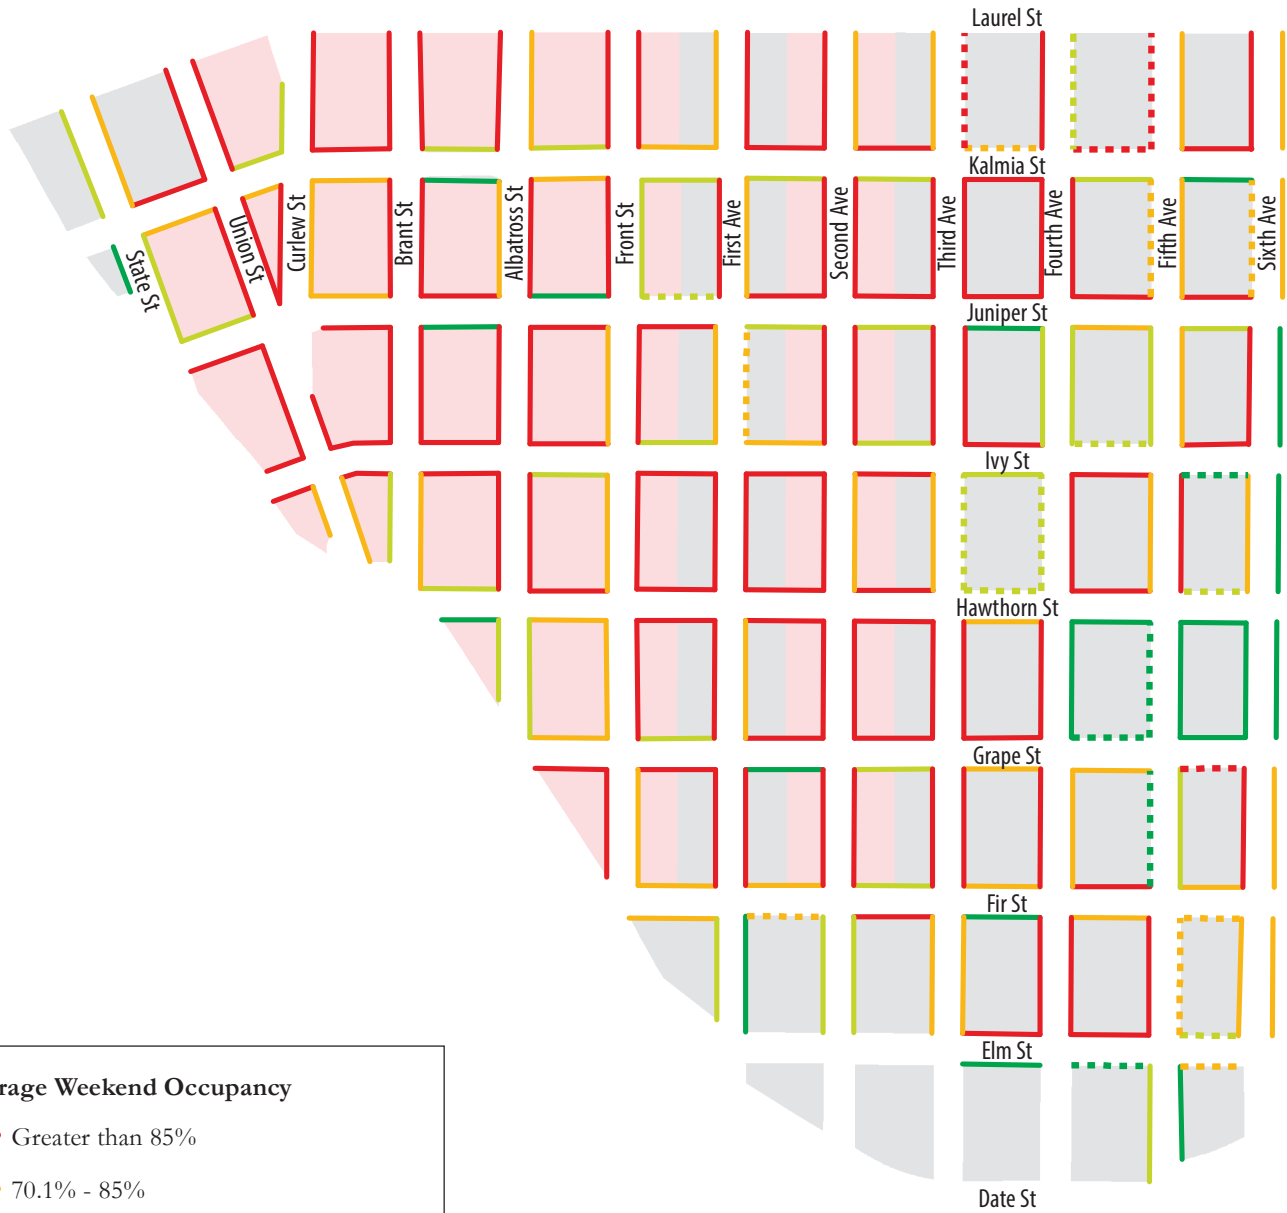 Laurel St
Kalmia St
State St
Union St
Curlew St
Brant St
Albatross St
Front St
First Ave
Second Ave
Third Ave
Fourth Ave
Fifth Ave
Sixth Ave
Juniper St
Ivy St
Hawthorn St
Grape St
Fir St
Elm St
rage Weekend Occupancy
Greater than 85%
70.1% - 85%
Date St